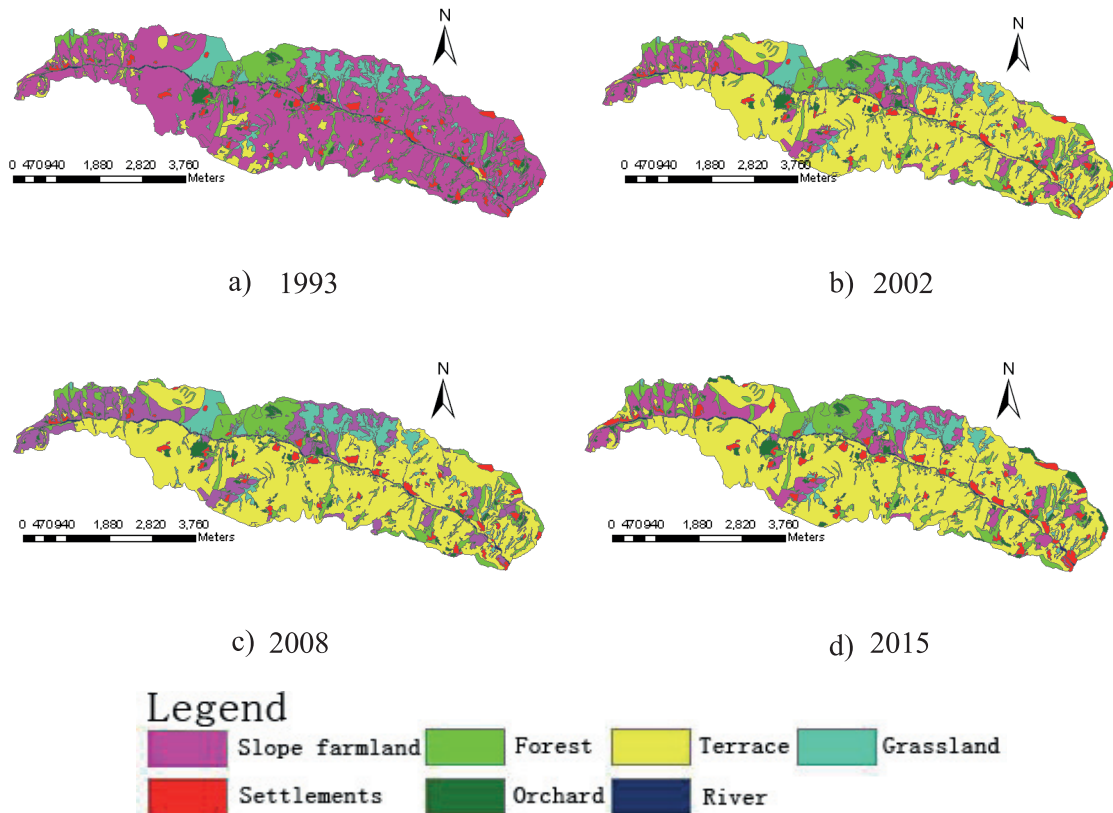 N
0 470940 1,880 2,820 3,760
Meters
a) 1993
N
0 470940 1,880 2,820 3,760
Meters
b) 2002
N
0 470940 1,880 2,820 3,760
Meters
c) 2008
N
0 470940 1,880 2,820 3,760
Meters
d) 2015
Legend
Slope farmland Forest Terrace Grassland
Settlements Orchard River